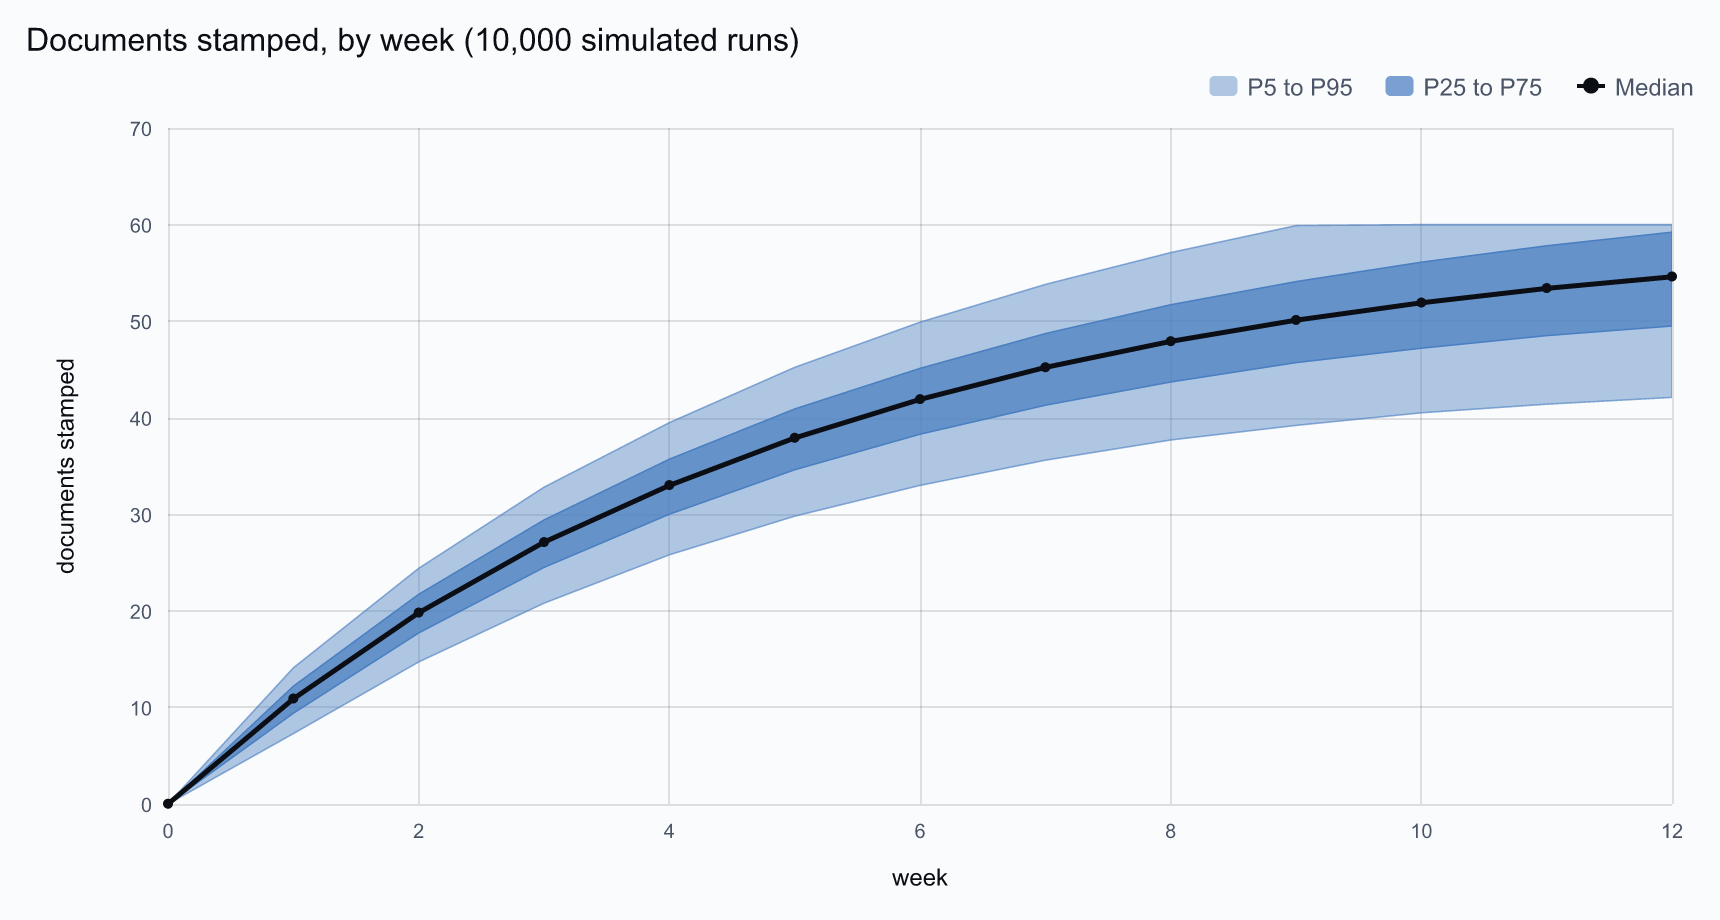 Documents stamped, by week (10,000 simulated runs)
P5 to P95 P25 to P75 Median
70
60
50
40
30
20
10
0
documents stamped
0 2 4 6 8 10 12
week